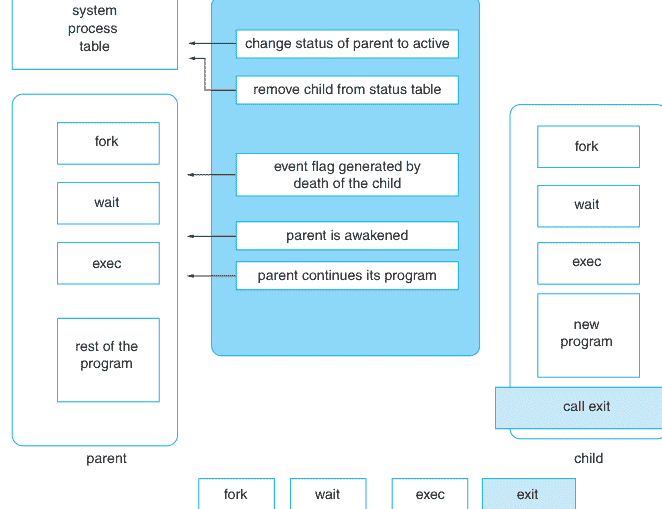 system
process
table
change status of parent to active
remove child from status table
event flag generated by
death of the child
parent is awakened
parent continues its program
fork
wait
exec
rest of the
program
parent
fork
wait
exec
new
program
call exit
child
fork
wait
exec
exit